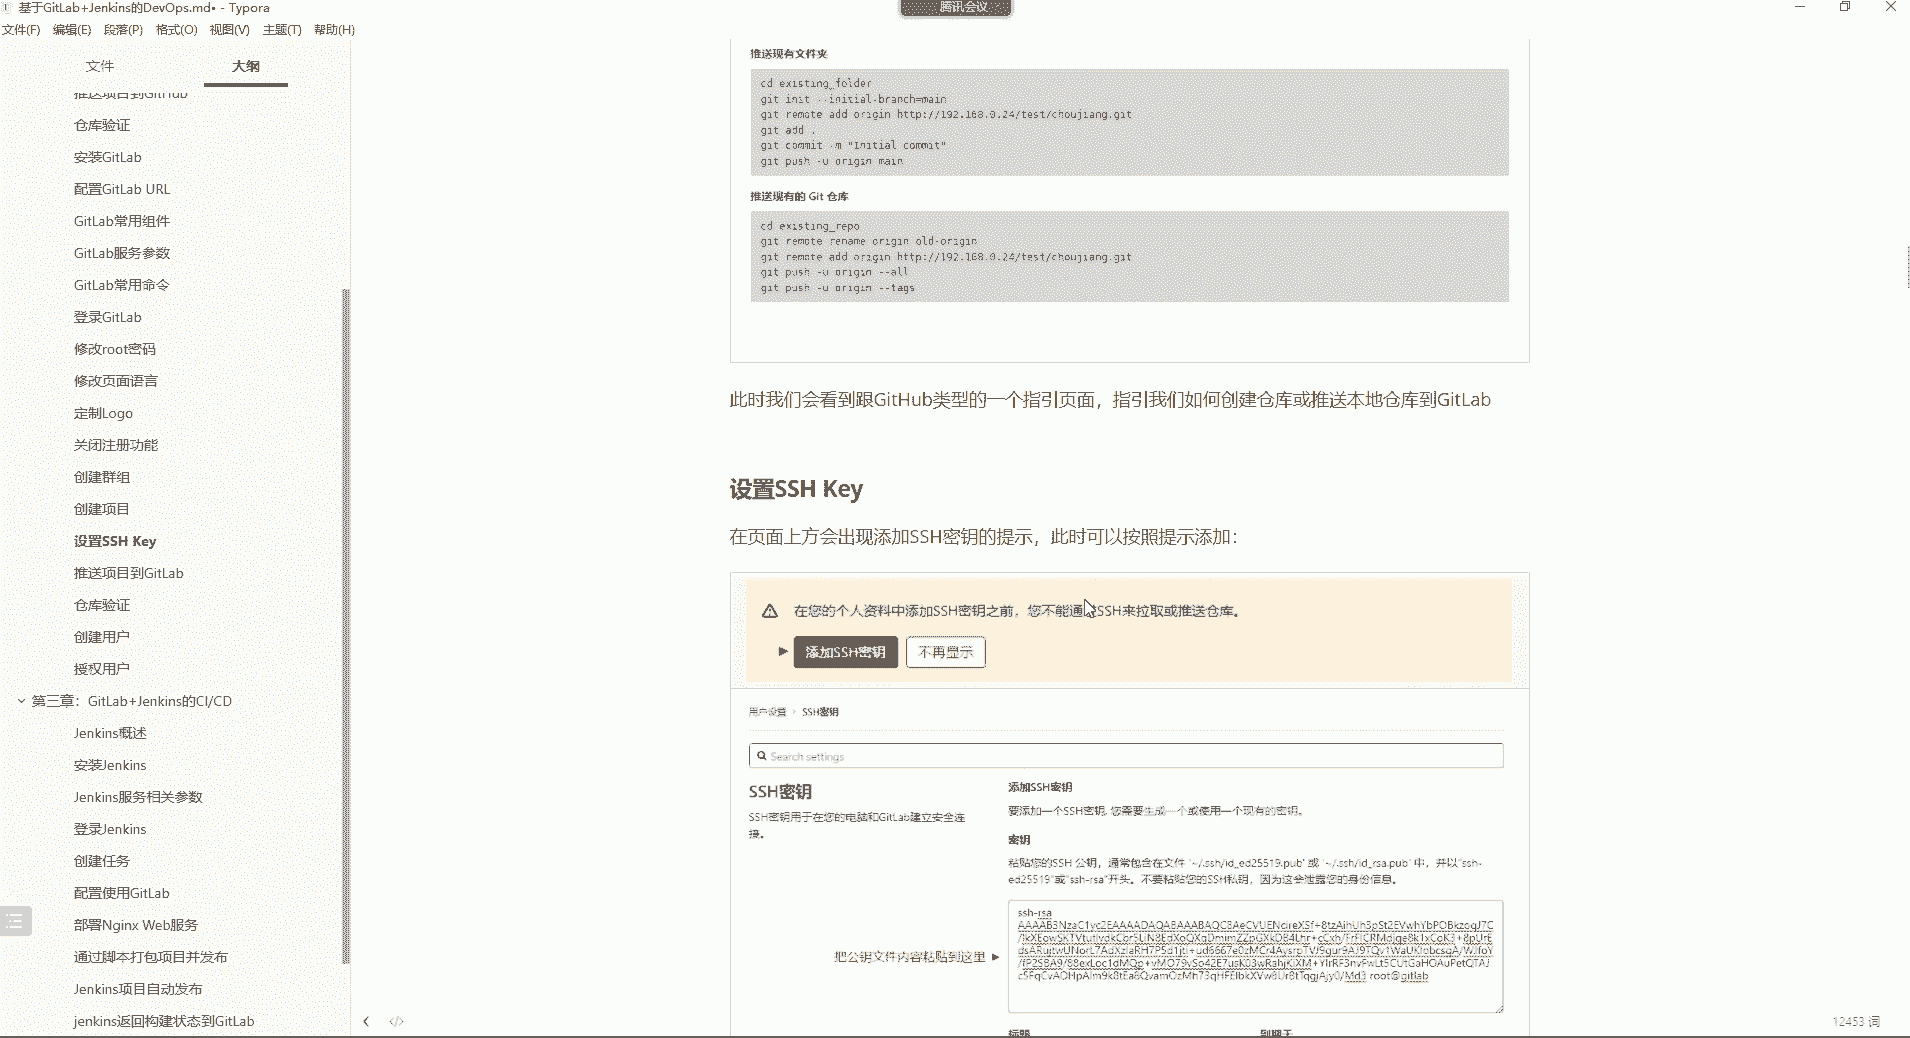 基于GitLab+Jenkins的DevOps.md• - Typora
腾讯会议
文件(F) 编辑(E) 段落(P) 格式(O) 视图(V) 主题(T) 帮助(H)
文件 大纲
推送项目到GitHub
仓库验证
安装GitLab
配置GitLab URL
GitLab常用组件
GitLab服务参数
GitLab常用命令
登录GitLab
修改root密码
修改页面语言
定制Logo
关闭注册功能
创建群组
创建项目
设置SSH Key
推送项目到GitLab
仓库验证
创建用户
授权用户
第三章：GitLab+Jenkins的CI/CD
Jenkins概述
安装Jenkins
Jenkins服务相关参数
登录Jenkins
创建任务
配置使用GitLab
部署Nginx Web服务
通过脚本打包项目并发布
Jenkins项目自动发布
jenkins返回构建状态到GitLab
推送现有文件夹
cd existing_folder
git init --initial-branch=main
git remote add origin http://192.168.0.24/test/choujiang.git
git add .
git commit -m "Initial commit"
git push -u origin main
推送现有的 Git 仓库
cd existing_repo
git remote rename origin old-origin
git remote add origin http://192.168.0.24/test/choujiang.git
git push -u origin --all
git push -u origin --tags
此时我们会看到跟GitHub类型的一个指引页面，指引我们如何创建仓库或推送本地仓库到GitLab
设置SSH Key
在页面上方会出现添加SSH密钥的提示，此时可以按照提示添加：
在您的个人资料中添加SSH密钥之前，您不能通过SSH来拉取或推送仓库。
添加SSH密钥 不再显示
用户设置 › SSH密钥
Search settings
SSH密钥
SSH密钥用于在您的电脑和GitLab建立安全连
接。
添加SSH密钥
要添加一个SSH密钥, 您需要生成一个或使用一个现有的密钥。
密钥
粘贴您的SSH 公钥，通常包含在文件 '~/.ssh/id_ed25519.pub' 或 '~/.ssh/id_rsa.pub' 中，并以"ssh-
ed25519"或"ssh-rsa"开头。不要粘贴您的SSH私钥，因为这会泄露您的身份信息。
ssh-rsa
root@gitlab
把公钥文件内容粘贴到这里
标题 到期于
12453 词